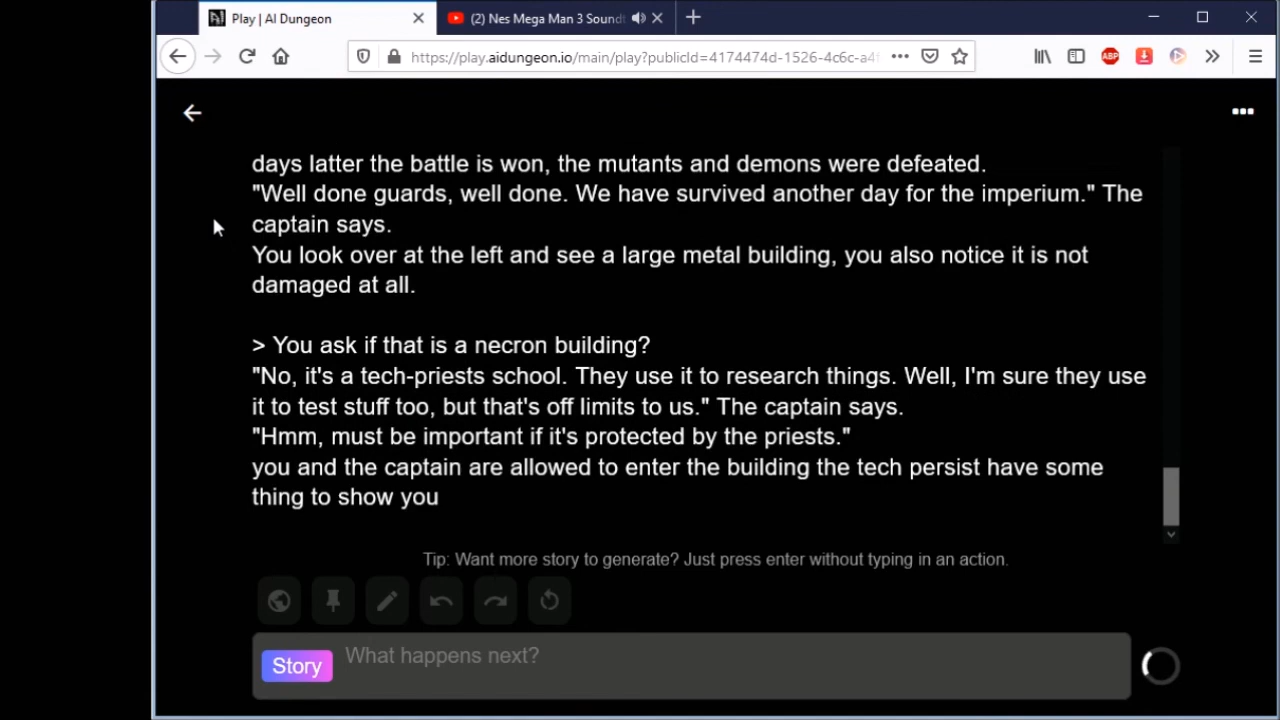 Play | AI Dungeon
(2) Nes Mega Man 3 Soundt
https://play.aidungeon.io/main/play?publicId=4174474d-1526-4c6c-a4f
ABP
days latter the battle is won, the mutants and demons were defeated.
"Well done guards, well done. We have survived another day for the imperium." The
captain says.
You look over at the left and see a large metal building, you also notice it is not
damaged at all.
> You ask if that is a necron building?
"No, it's a tech-priests school. They use it to research things. Well, I'm sure they use
it to test stuff too, but that's off limits to us." The captain says.
"Hmm, must be important if it's protected by the priests."
you and the captain are allowed to enter the building the tech persist have some
thing to show you
Tip: Want more story to generate? Just press enter without typing in an action.
Story
What happens next?